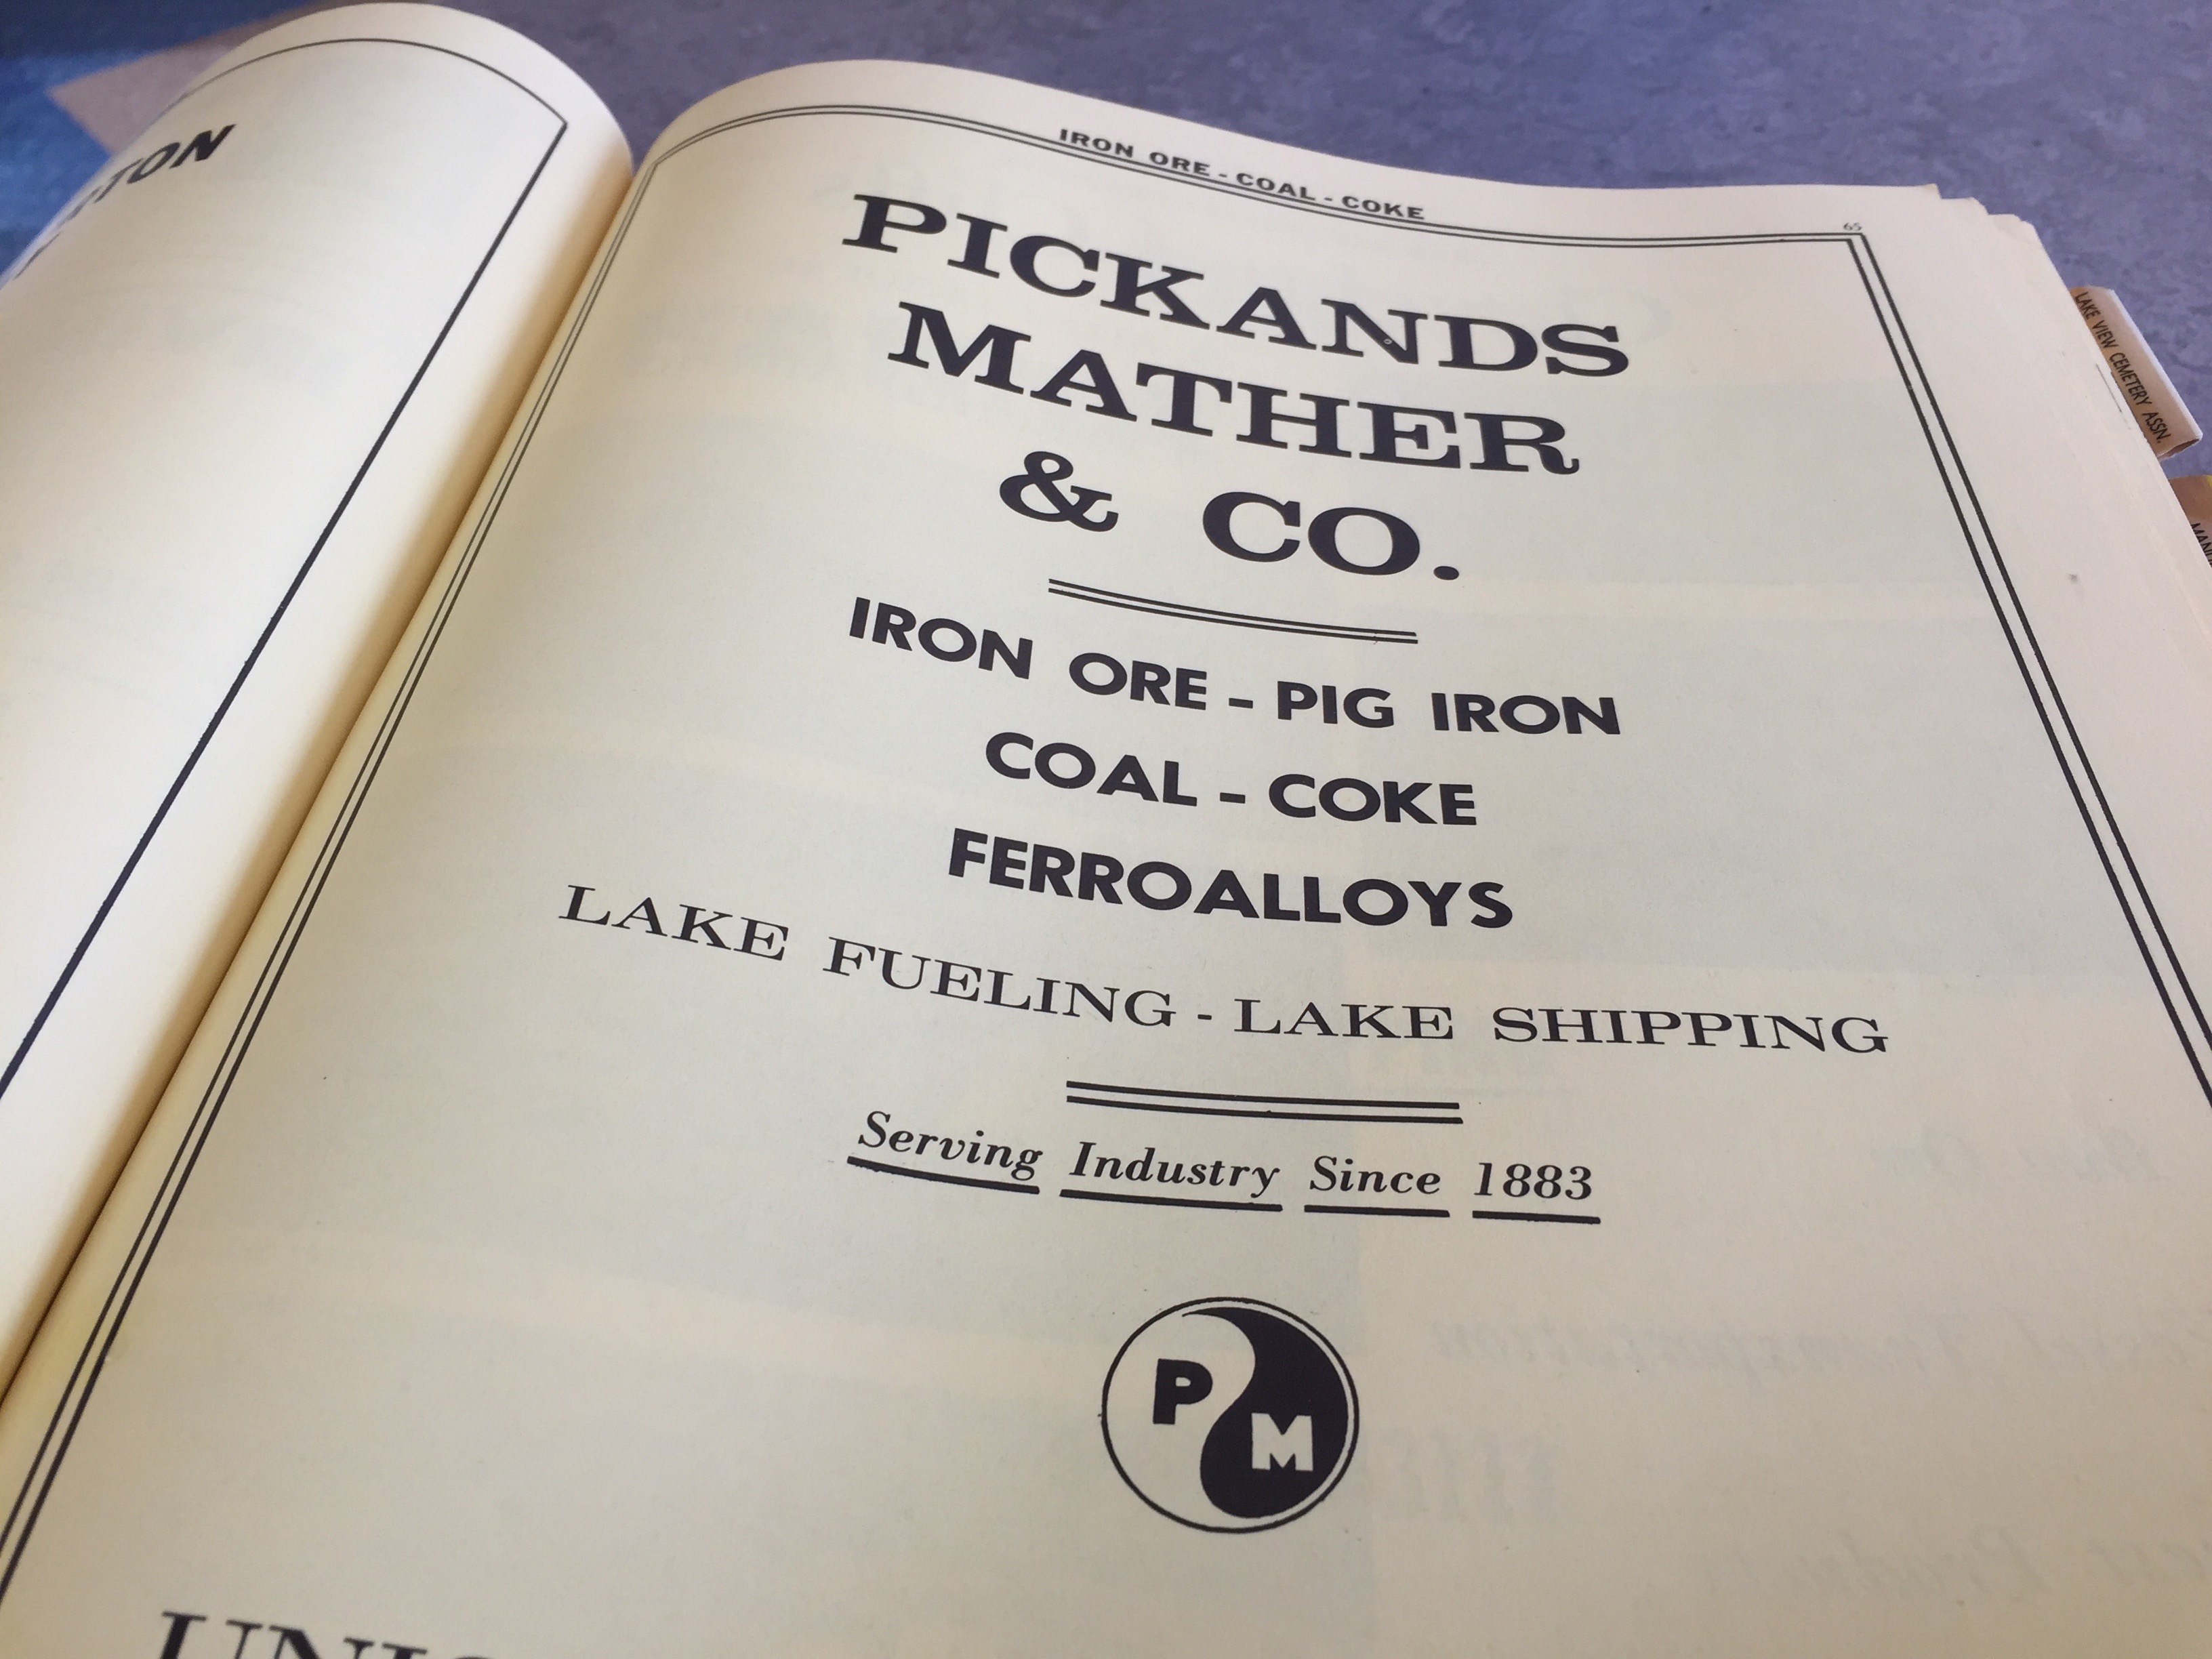 IRON ORE - COAL - COKE
65
PICKANDS
MATHER
& CO.
IRON ORE - PIG IRON
COAL - COKE
FERROALLOYS
LAKE FUELING - LAKE SHIPPING
Serving Industry Since 1883
P M
LAKE VIEW CEMETERY ASSN.